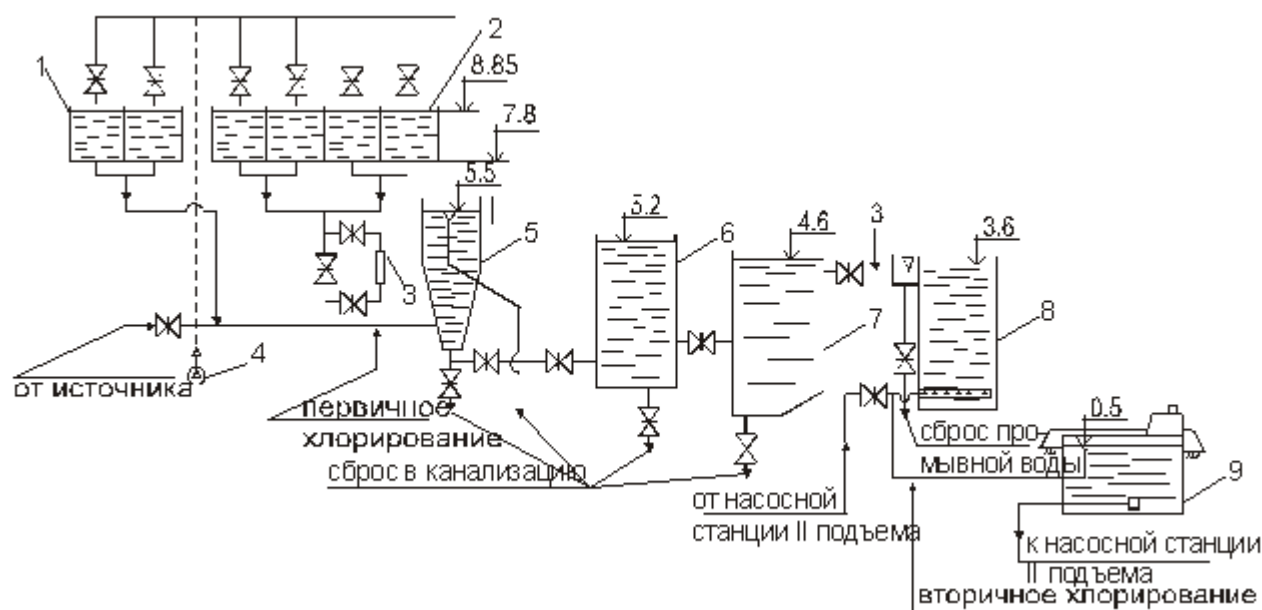 1
2
8.85
7.8
5.5
5
3
5.2
6
4.6
3
7
3.6
8
от источника
4
первичное
хлорирование
сброс в канализацию
от насосной
станции II подъема
сброс про
мывной воды
0.5
9
к насосной станции
II подъема
вторичное хлорирование